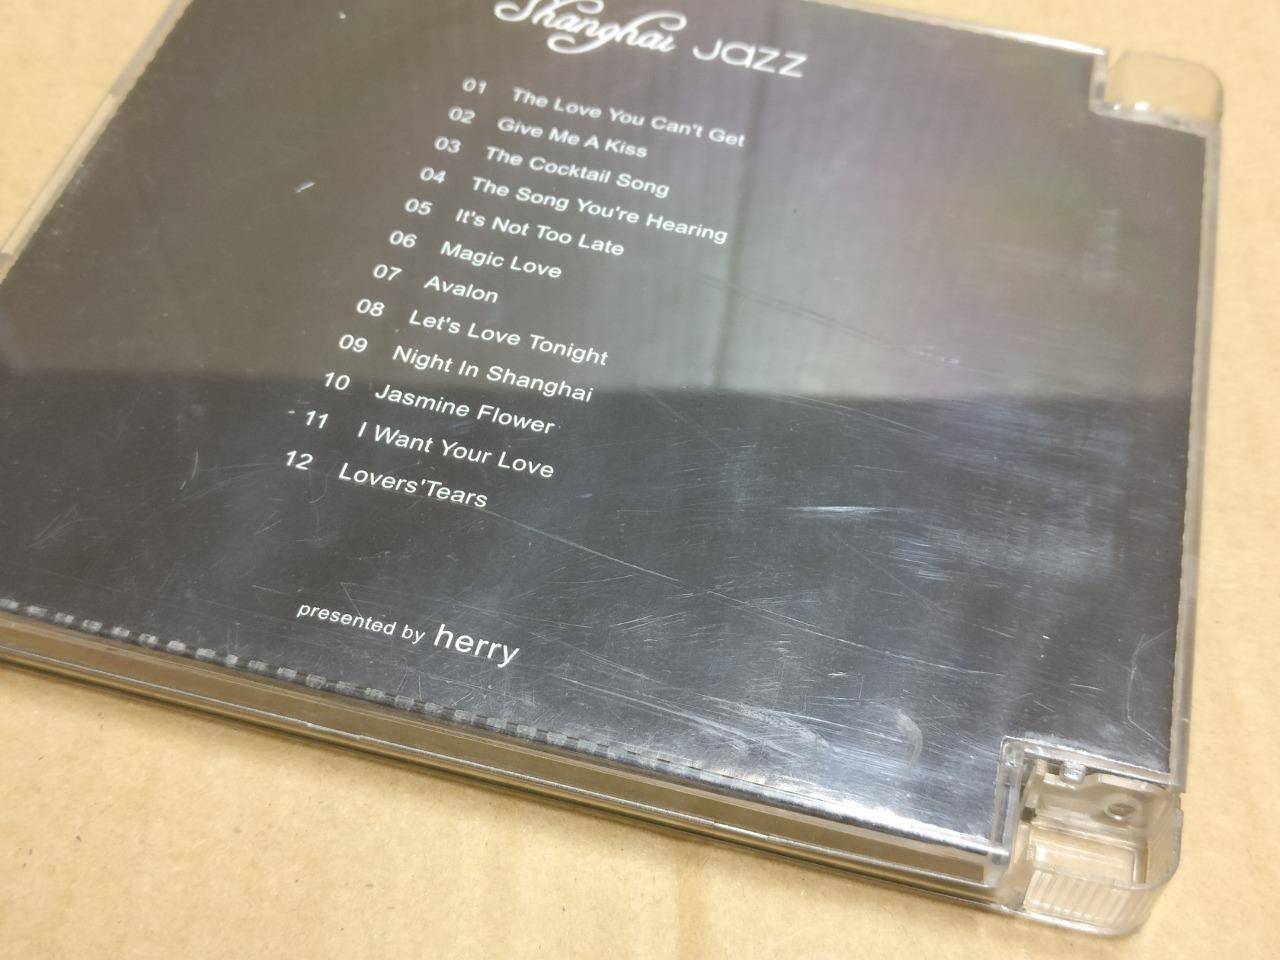 Shanghai Jazz
01 The Love You Can't Get
02 Give Me A Kiss
03 The Cocktail Song
04 The Song You're Hearing
05 It's Not Too Late
06 Magic Love
07 Avalon
08 Let's Love Tonight
09 Night In Shanghai
10 Jasmine Flower
11 I Want Your Love
12 Lovers'Tears
presented by herry